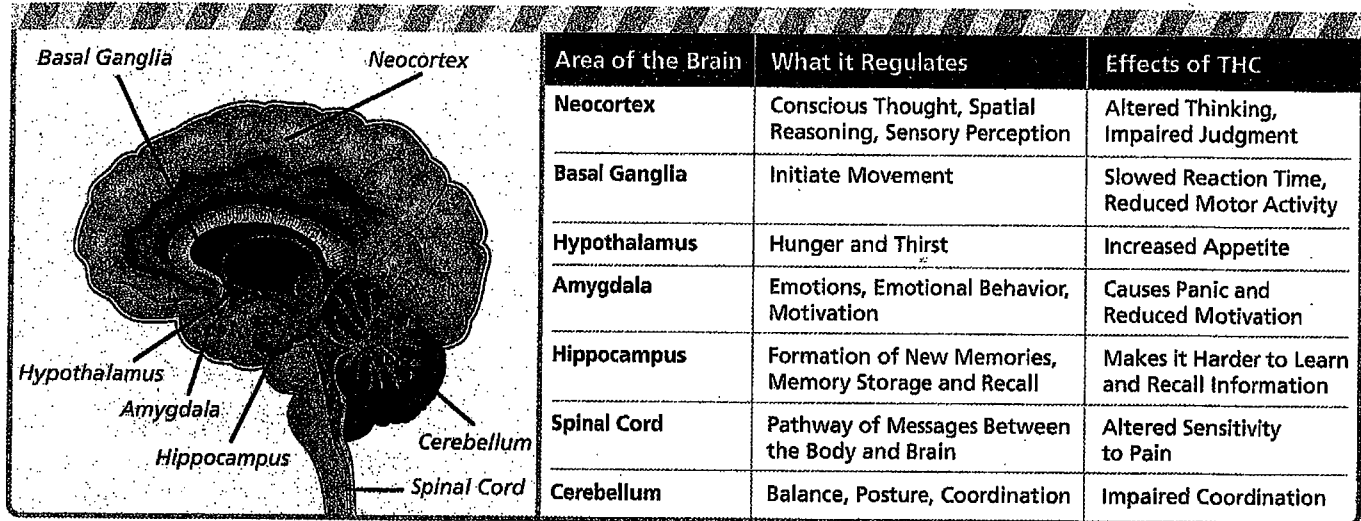 Basal Ganglia
Neocortex
Hypothalamus
Amygdala
Hippocampus
Cerebellum
Spinal Cord
Area of the Brain
What it Regulates
Effects of THC
Neocortex
Conscious Thought, Spatial
Reasoning, Sensory Perception
Altered Thinking,
Impaired Judgment
Basal Ganglia
Initiate Movement
Slowed Reaction Time,
Reduced Motor Activity
Hypothalamus
Hunger and Thirst
Increased Appetite
Amygdala
Emotions, Emotional Behavior,
Motivation
Causes Panic and
Reduced Motivation
Hippocampus
Formation of New Memories,
Memory Storage and Recall
Makes it Harder to Learn
and Recall Information
Spinal Cord
Pathway of Messages Between
the Body and Brain
Altered Sensitivity
to Pain
Cerebellum
Balance, Posture, Coordination
Impaired Coordination